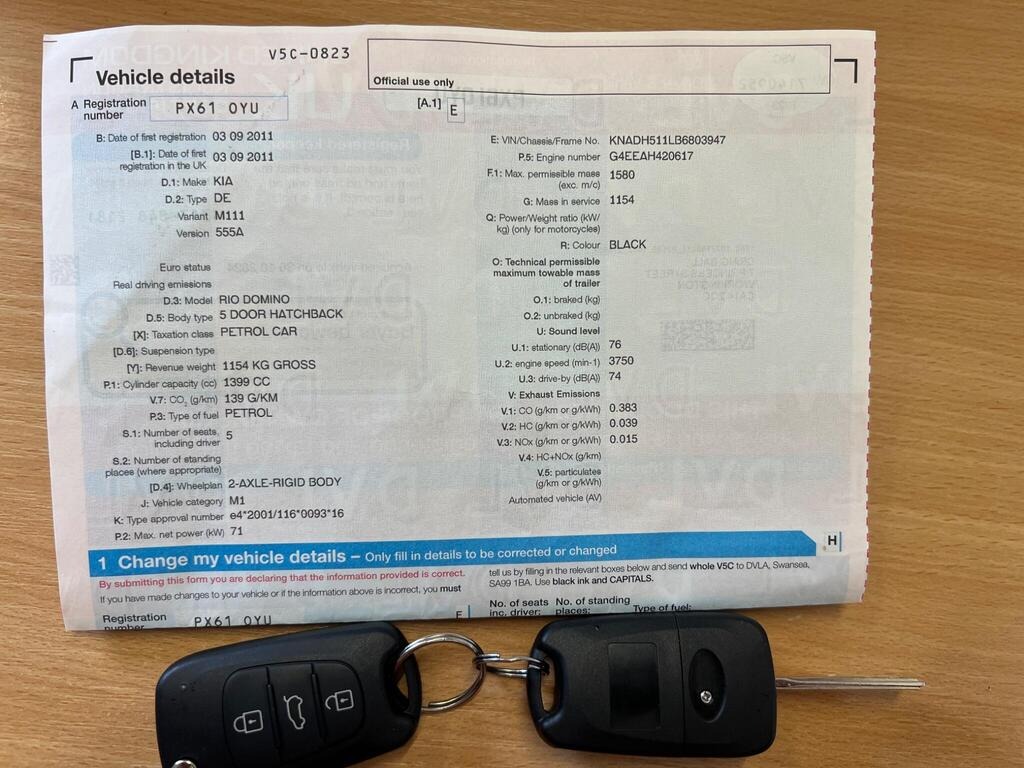 V5C-0823
Vehicle details
Official use only
A Registration number PX61 0YU
[A.1] E
B: Date of first registration 03 09 2011
[B.1]: Date of first registration in the UK 03 09 2011
D.1: Make KIA
D.2: Type DE
Variant M111
Version 555A
Euro status
Real driving emissions
D.3: Model RIO DOMINO
D.5: Body type 5 DOOR HATCHBACK
[X]: Taxation class PETROL CAR
[D.6]: Suspension type
[Y]: Revenue weight 1154 KG GROSS
P.1: Cylinder capacity (cc) 1399 CC
V.7: CO2 (g/km) 139 G/KM
P.3: Type of fuel PETROL
S.1: Number of seats, including driver 5
S.2: Number of standing places (where appropriate)
[D.4]: Wheelplan 2-AXLE-RIGID BODY
J: Vehicle category M1
K: Type approval number e4*2001/116*0093*16
P.2: Max. net power (kW) 71
E: VIN/Chassis/Frame No. KNADH511LB6803947
P.5: Engine number G4EEAH420617
F.1: Max. permissible mass (exc. m/c) 1580
G: Mass in service 1154
Q: Power/Weight ratio (kW/kg) (only for motorcycles)
R: Colour BLACK
O: Technical permissible maximum towable mass of trailer
O.1: braked (kg)
O.2: unbraked (kg)
U: Sound level
U.1: stationary (dB(A)) 76
U.2: engine speed (min-1) 3750
U.3: drive-by (dB(A)) 74
V: Exhaust Emissions
V.1: CO (g/km or g/kWh) 0.383
V.2: HC (g/km or g/kWh) 0.039
V.3: NOx (g/km or g/kWh) 0.015
V.4: HC+NOx (g/km)
V.5: particulates (g/km or g/kWh)
Automated vehicle (AV)
1 Change my vehicle details – Only fill in details to be corrected or changed
H
By submitting this form you are declaring that the information provided is correct.
If you have made changes to your vehicle or if the information above is incorrect, you must
tell us by filling in the relevant boxes below and send whole V5C to DVLA, Swansea,
SA99 1BA. Use black ink and CAPITALS.
Registration number PX61 0YU
No. of seats inc. driver:
No. of standing places:
Type of fuel: